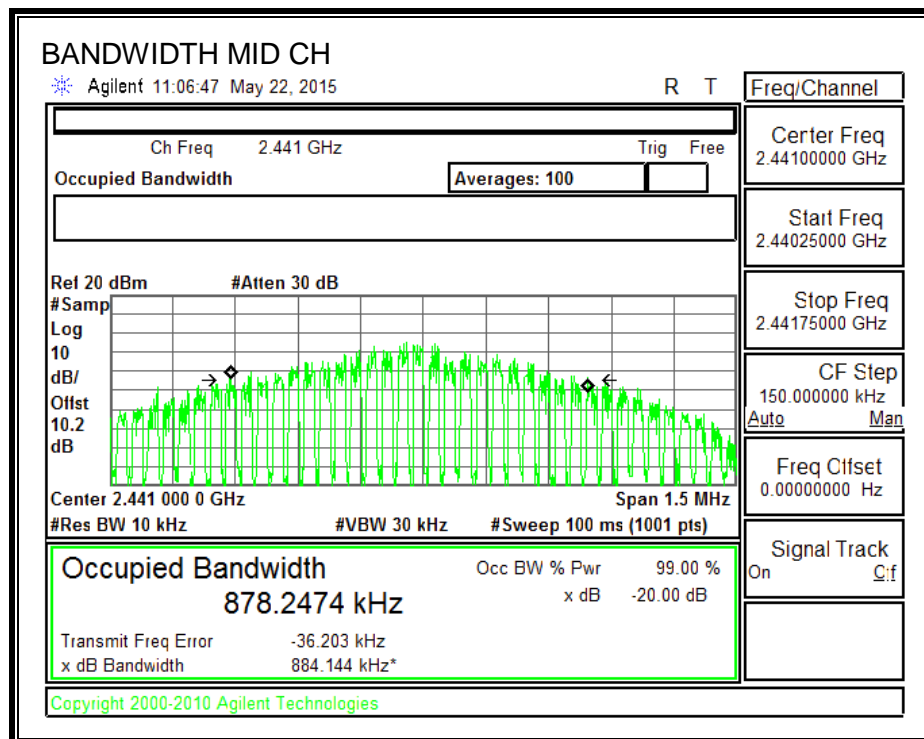 BANDWIDTH MID CH
Agilent 11:06:47 May 22, 2015 R T
Freq/Channel
Ch Freq 2.441 GHz Trig Free
Occupied Bandwidth Averages: 100
Center Freq
2.44100000 GHz
Start Freq
2.44025000 GHz
Stop Freq
2.44175000 GHz
CF Step
150.000000 kHz
Auto Man
Freq Offset
0.00000000 Hz
Signal Track
On Off
Ref 20 dBm #Atten 30 dB
#Samp
Log
10
dB/
Offst
10.2
dB
Center 2.441 000 0 GHz Span 1.5 MHz
#Res BW 10 kHz #VBW 30 kHz #Sweep 100 ms (1001 pts)
Occupied Bandwidth Occ BW % Pwr 99.00 %
878.2474 kHz x dB -20.00 dB
Transmit Freq Error -36.203 kHz
x dB Bandwidth 884.144 kHz*
Copyright 2000-2010 Agilent Technologies